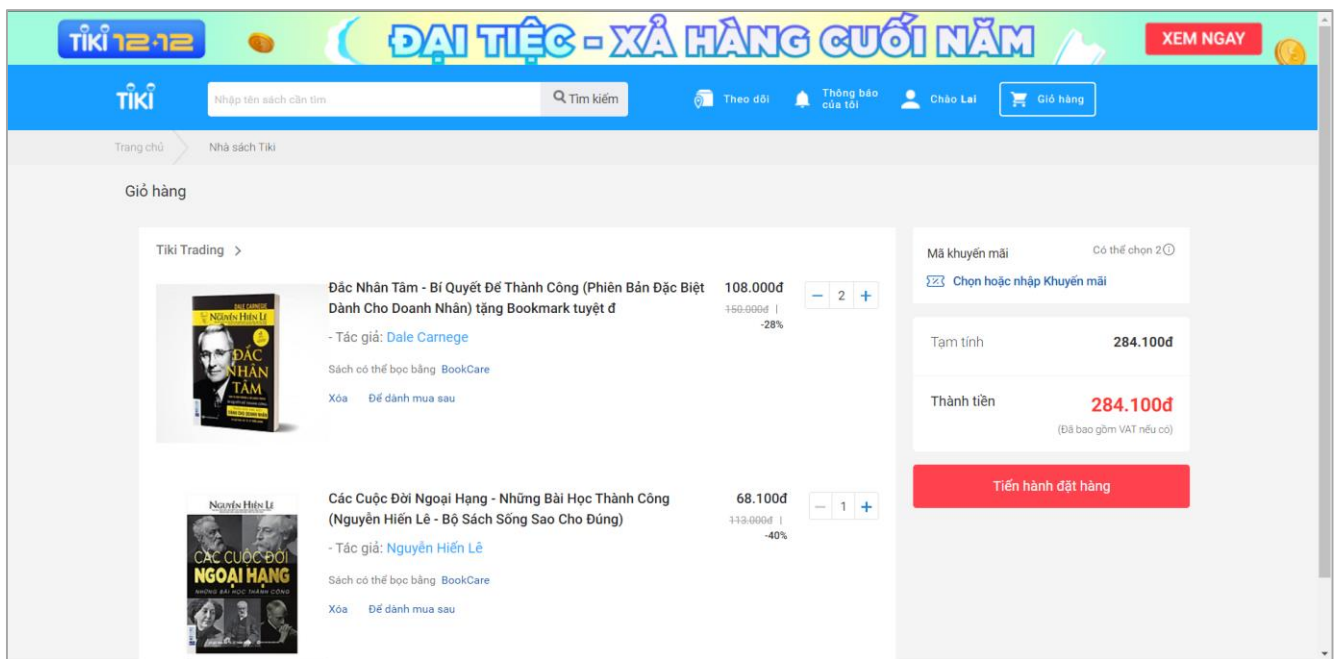 TIKI 12.12
ĐẠI TIỆC - XẢ HÀNG CUỐI NĂM
XEM NGAY
TIKI
Nhập tên sách cần tìm
Tìm kiếm
Theo dõi
Thông báo
của tôi
Chào Lai
Giỏ hàng
Trang chủ
Nhà sách Tiki
Giỏ hàng
Tiki Trading >
DALE CARNEGIE
NGUYỄN HIẾN LÊ
ĐẮC
NHÂN
TÂM
Đắc Nhân Tâm - Bí Quyết Để Thành Công (Phiên Bản Đặc Biệt
Dành Cho Doanh Nhân) tặng Bookmark tuyệt đ
- Tác giả: Dale Carnege
Sách có thể bọc bằng BookCare
Xóa Để dành mua sau
108.000đ
150.000đ |
-28%
− 2 +
NGUYỄN HIẾN LÊ
CÁC CUỘC ĐỜI
NGOẠI HẠNG
NHỮNG BÀI HỌC THÀNH CÔNG
Các Cuộc Đời Ngoại Hạng - Những Bài Học Thành Công
(Nguyễn Hiến Lê - Bộ Sách Sống Sao Cho Đúng)
- Tác giả: Nguyễn Hiến Lê
Sách có thể bọc bằng BookCare
Xóa Để dành mua sau
68.100đ
113.000đ |
-40%
− 1 +
Mã khuyến mãi
Có thể chọn 2
Chọn hoặc nhập Khuyến mãi
Tạm tính 284.100đ
Thành tiền 284.100đ
(Đã bao gồm VAT nếu có)
Tiến hành đặt hàng